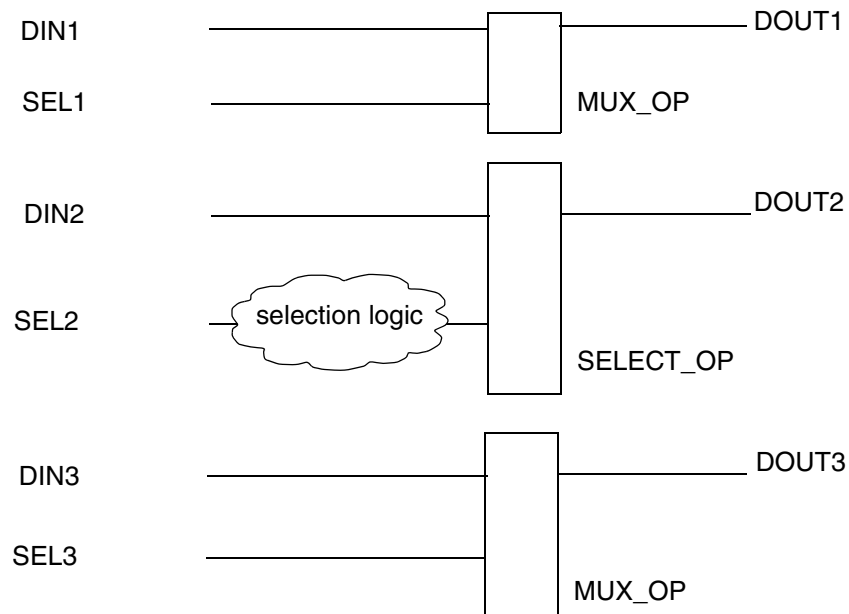 DIN1
DOUT1
SEL1
MUX_OP
DIN2
DOUT2
SEL2
selection logic
SELECT_OP
DIN3
DOUT3
SEL3
MUX_OP